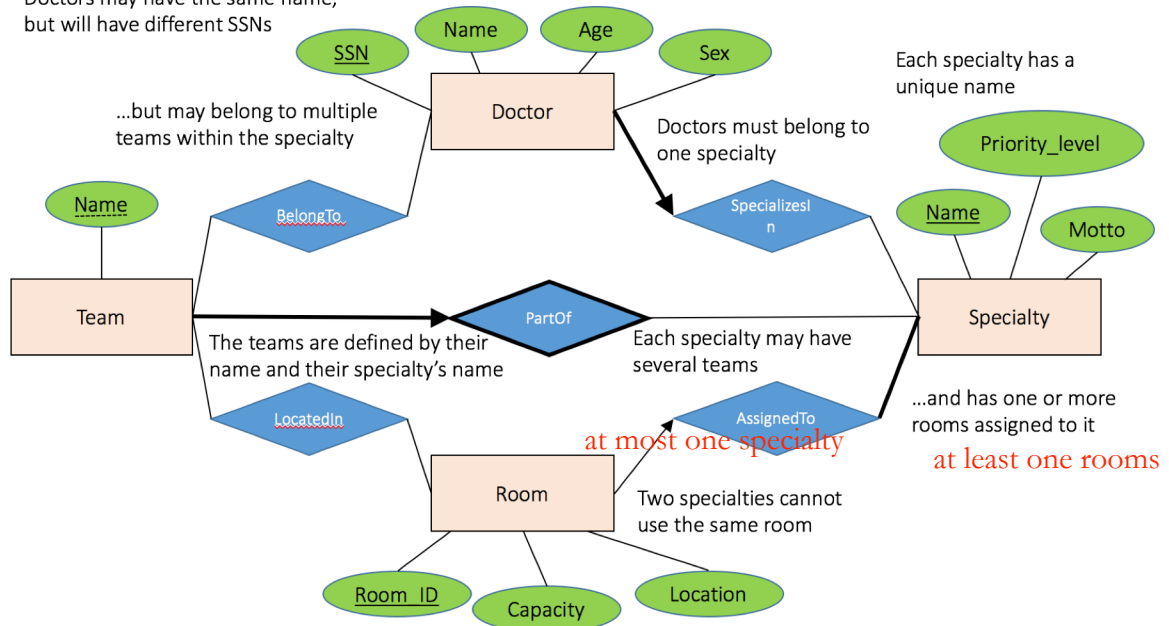 Doctors may have the same name,
but will have different SSNs
SSN
Name
Age
Sex
Doctor
Each specialty has a
unique name
…but may belong to multiple
teams within the specialty
Doctors must belong to
one specialty
Priority_level
Name
BelongTo
SpecializesI
n
Name
Motto
Team
PartOf
Specialty
The teams are defined by their
name and their specialty’s name
Each specialty may have
several teams
LocatedIn
AssignedTo
…and has one or more
rooms assigned to it
at most one specialty
at least one rooms
Room
Two specialties cannot
use the same room
Room_ID
Capacity
Location